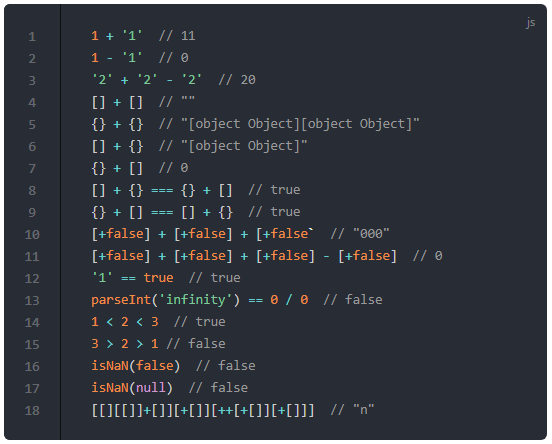 js
1 1 + '1' // 11
2 1 - '1' // 0
3 '2' + '2' - '2' // 20
4 [] + [] // ""
5 {} + {} // "[object Object][object Object]"
6 [] + {} // "[object Object]"
7 {} + [] // 0
8 [] + {} === {} + [] // true
9 {} + [] === [] + {} // true
10 [+false] + [+false] + [+false` // "000"
11 [+false] + [+false] + [+false] - [+false] // 0
12 '1' == true // true
13 parseInt('infinity') == 0 / 0 // false
14 1 < 2 < 3 // true
15 3 > 2 > 1 // false
16 isNaN(false) // false
17 isNaN(null) // false
18 [[][[]]+[]][+[]][++[+[]][+[]]] // "n"